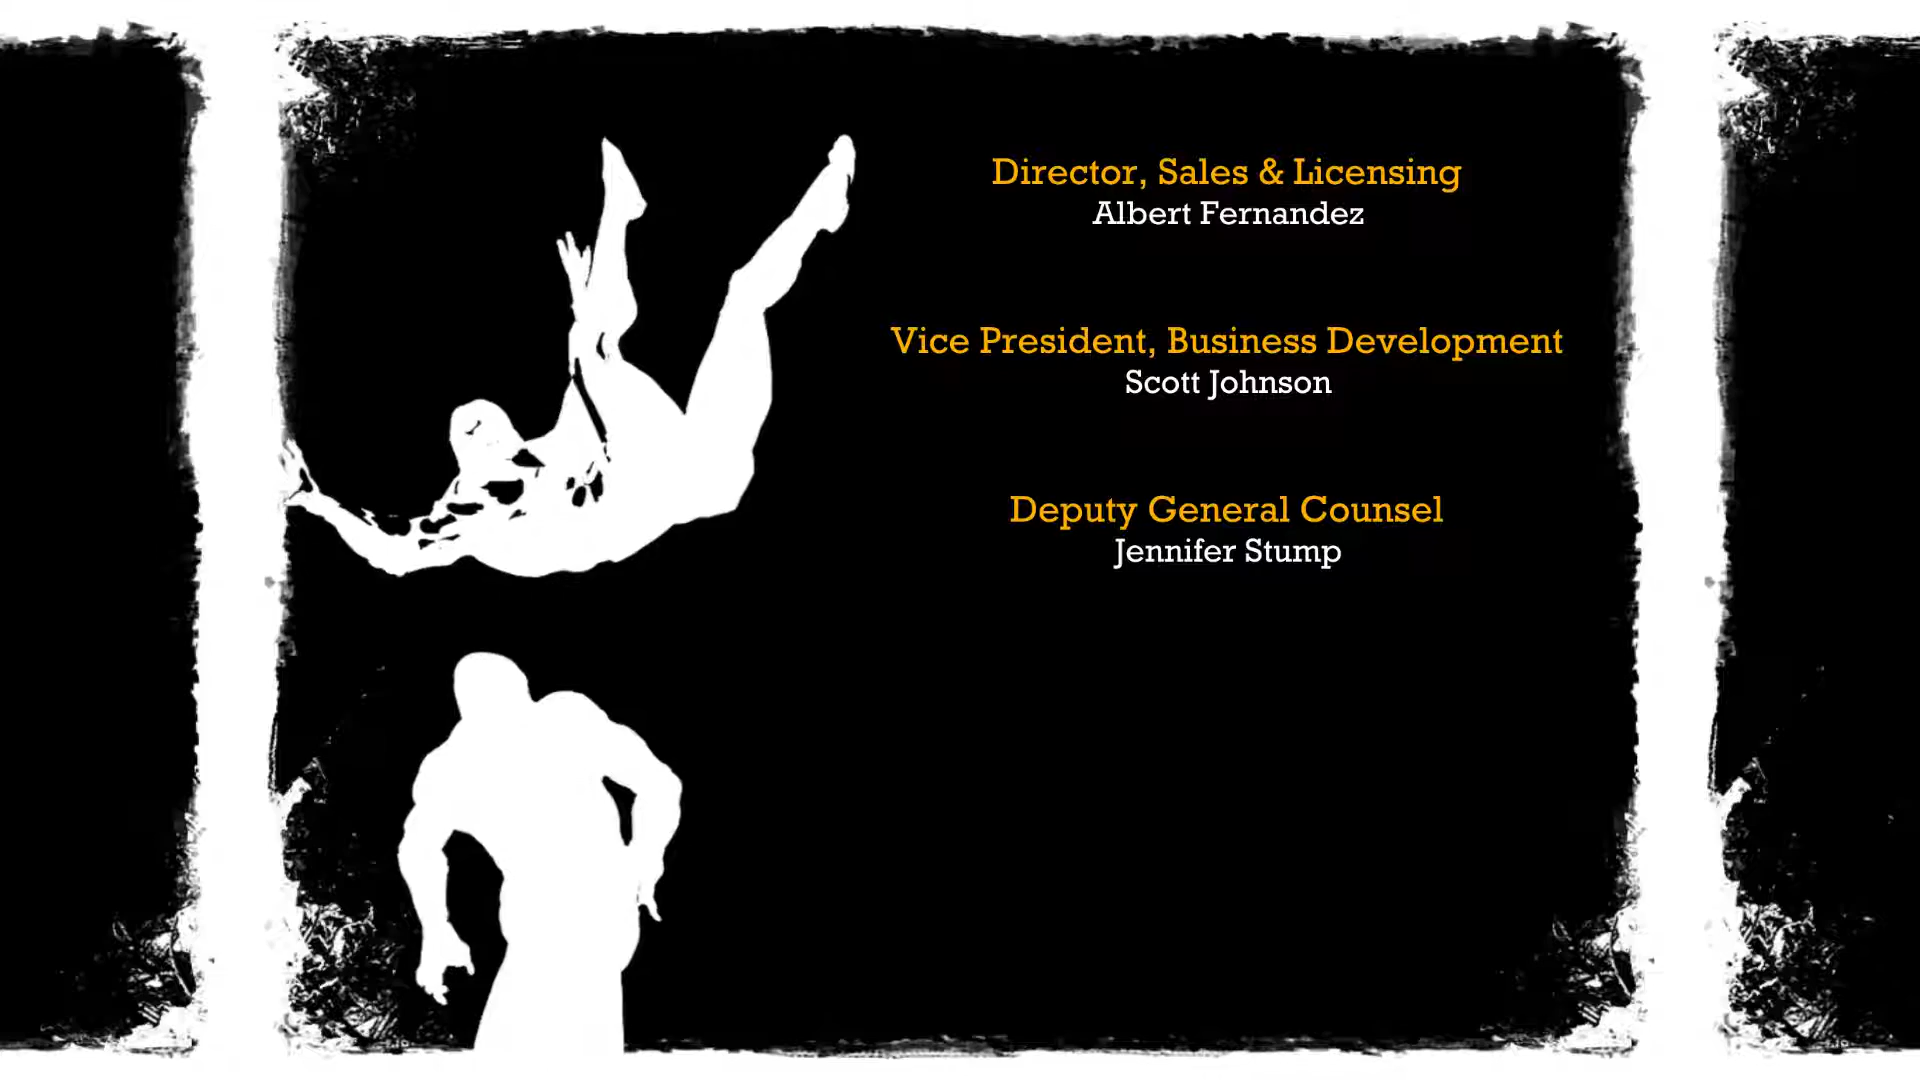 Director, Sales & Licensing
Albert Fernandez
Vice President, Business Development
Scott Johnson
Deputy General Counsel
Jennifer Stump